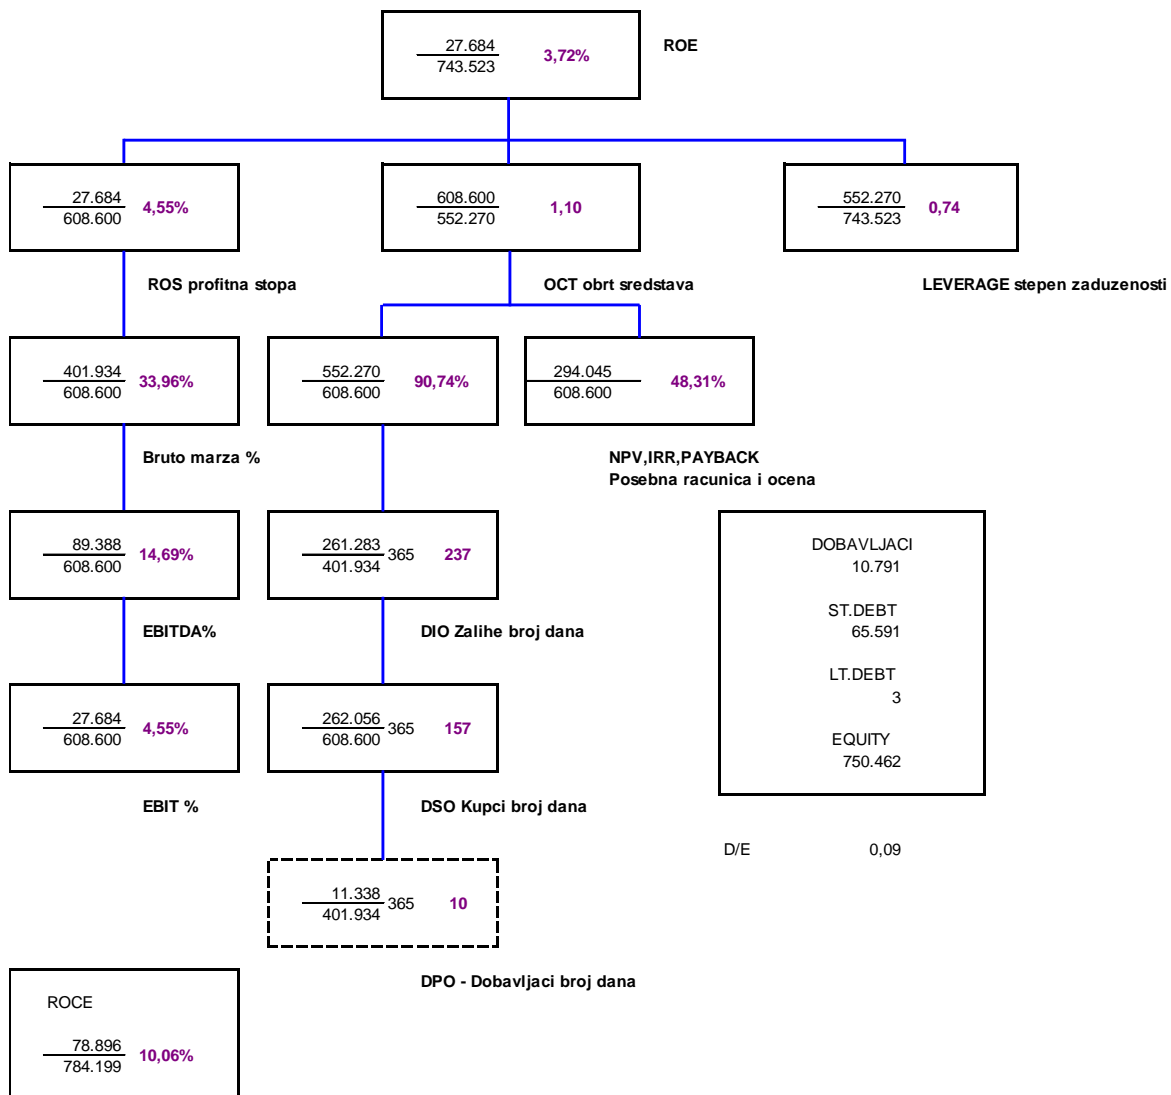 27.684
743.523
3,72%
ROE
27.684
608.600
4,55%
608.600
552.270
1,10
552.270
743.523
0,74
ROS profitna stopa
OCT obrt sredstava
LEVERAGE stepen zaduzenosti
401.934
608.600
33,96%
552.270
608.600
90,74%
294.045
608.600
48,31%
Bruto marza %
NPV,IRR,PAYBACK
Posebna racunica i ocena
89.388
608.600
14,69%
261.283
401.934
365
237
EBITDA%
DIO Zalihe broj dana
DOBAVLJACI
10.791
ST.DEBT
65.591
LT.DEBT
3
EQUITY
750.462
27.684
608.600
4,55%
262.056
608.600
365
157
EBIT %
DSO Kupci broj dana
D/E 0,09
11.338
401.934
365
10
DPO - Dobavljaci broj dana
ROCE
78.896
784.199
10,06%